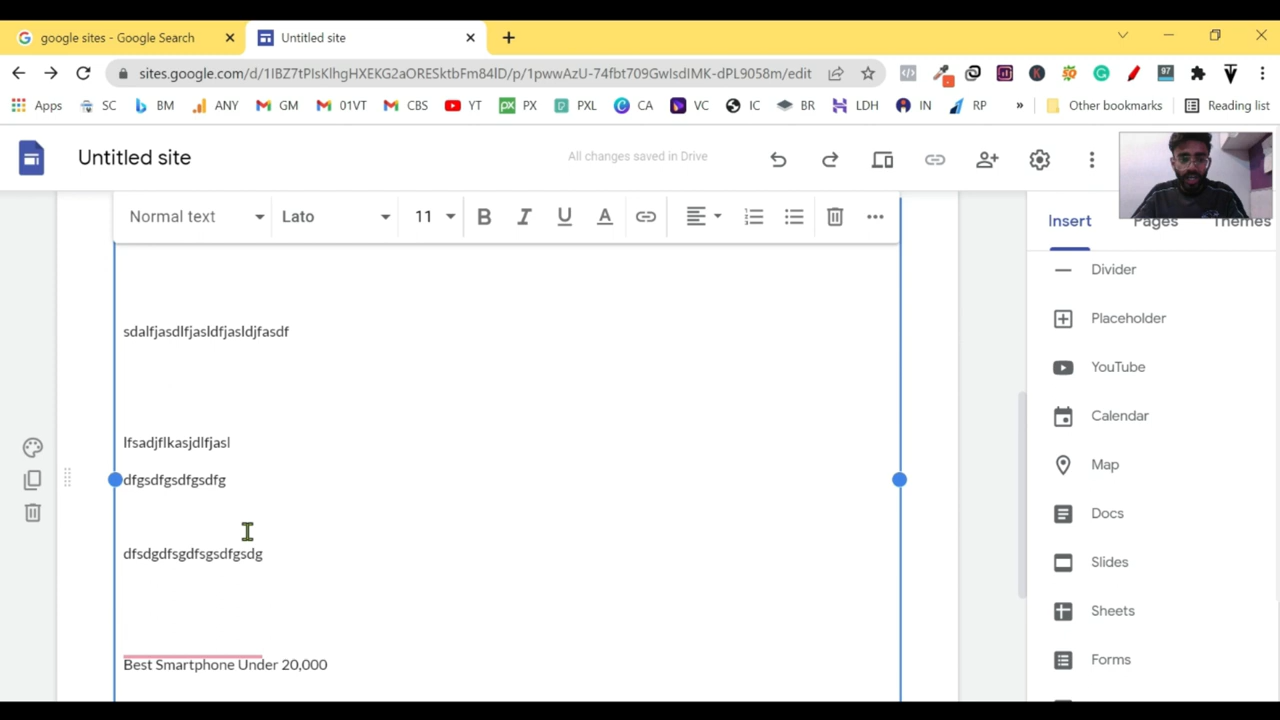 google sites - Google Search
Untitled site
sites.google.com/d/1IBZ7tPIsKlhgHXEKG2aORESktbFm84lD/p/1pwwAzU-74fbt709GwIsdIMK-dPL9058m/edit
97
Apps SC BM ANY GM 01VT CBS YT PX PXL CA VC IC BR LDH IN RP » Other bookmarks Reading list
Untitled site
All changes saved in Drive
Normal text Lato 11 B I U A
Insert Pages Themes
Divider
Placeholder
YouTube
Calendar
Map
Docs
Slides
Sheets
Forms
sdalfjasdlfjasldfjasldjfasdf
lfsadjflkasjdlfjasl
dfgsdfgsdfgsdfg
dfsdgdfsgdfsgsdfgsdg
Best Smartphone Under 20,000